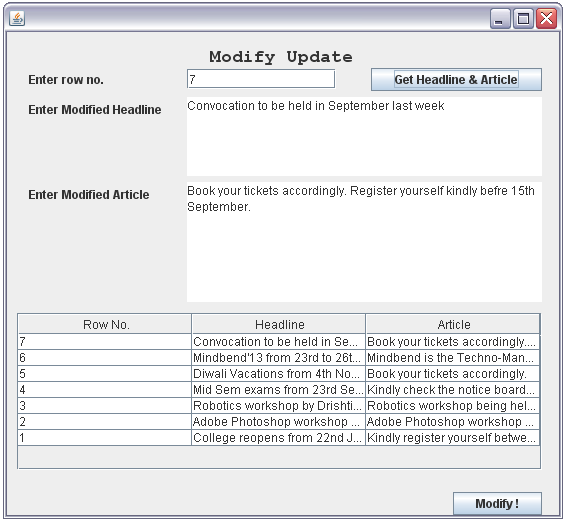 Modify Update
Enter row no. 7 Get Headline & Article
Enter Modified Headline Convocation to be held in September last week
Enter Modified Article Book your tickets accordingly. Register yourself kindly befre 15th
September.
Row No. Headline Article
7 Convocation to be held in Se... Book your tickets accordingly....
6 Mindbend'13 from 23rd to 26t... Mindbend is the Techno-Man...
5 Diwali Vacations from 4th No... Book your tickets accordingly.
4 Mid Sem exams from 23rd Se... Kindly check the notice board...
3 Robotics workshop by Drishti... Robotics workshop being hel...
2 Adobe Photoshop workshop ... Adobe Photoshop workshop ...
1 College reopens from 22nd J... Kindly register yourself betwe...
Modify !